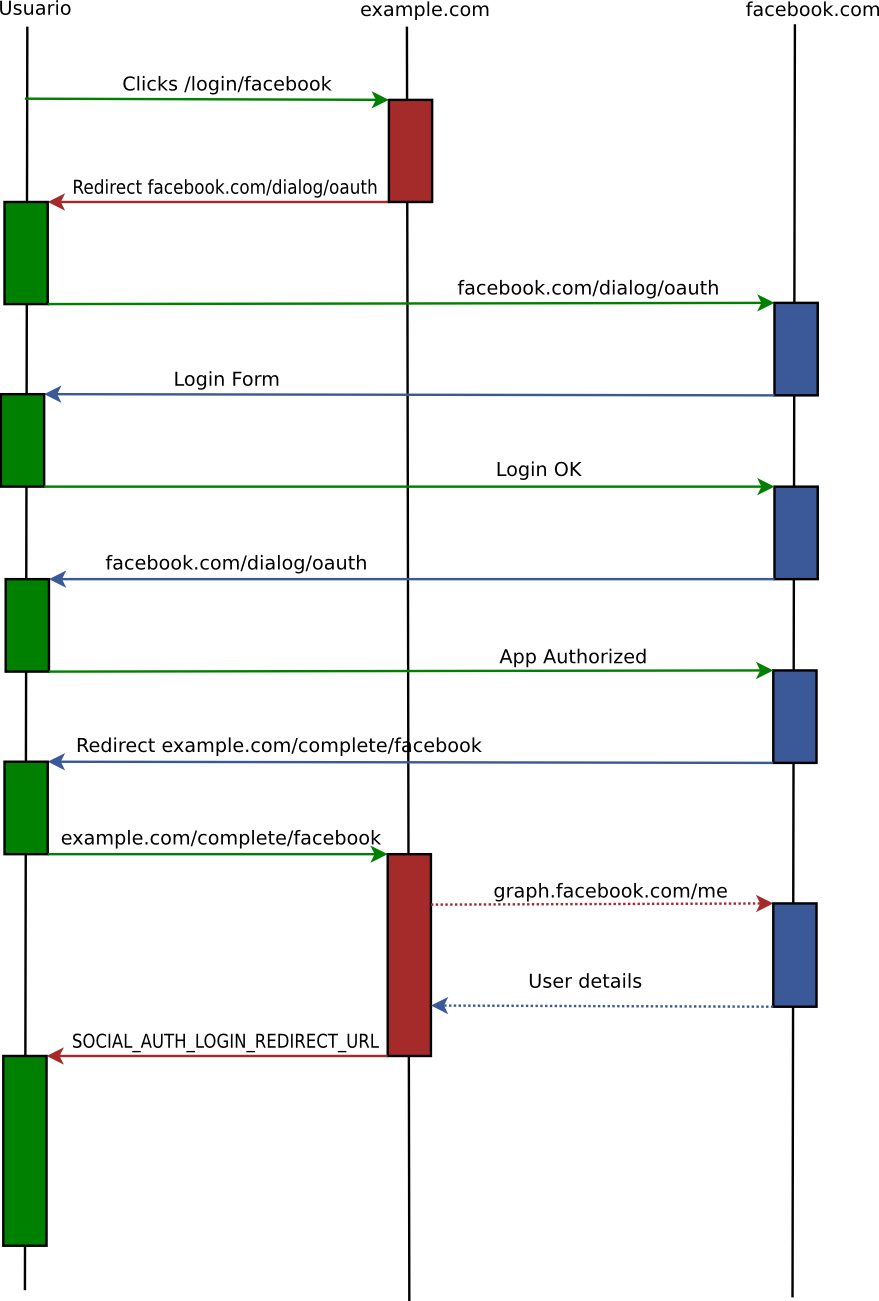 Usuario
example.com
facebook.com
Clicks /login/facebook
Redirect facebook.com/dialog/oauth
facebook.com/dialog/oauth
Login Form
Login OK
facebook.com/dialog/oauth
App Authorized
Redirect example.com/complete/facebook
example.com/complete/facebook
graph.facebook.com/me
User details
SOCIAL_AUTH_LOGIN_REDIRECT_URL